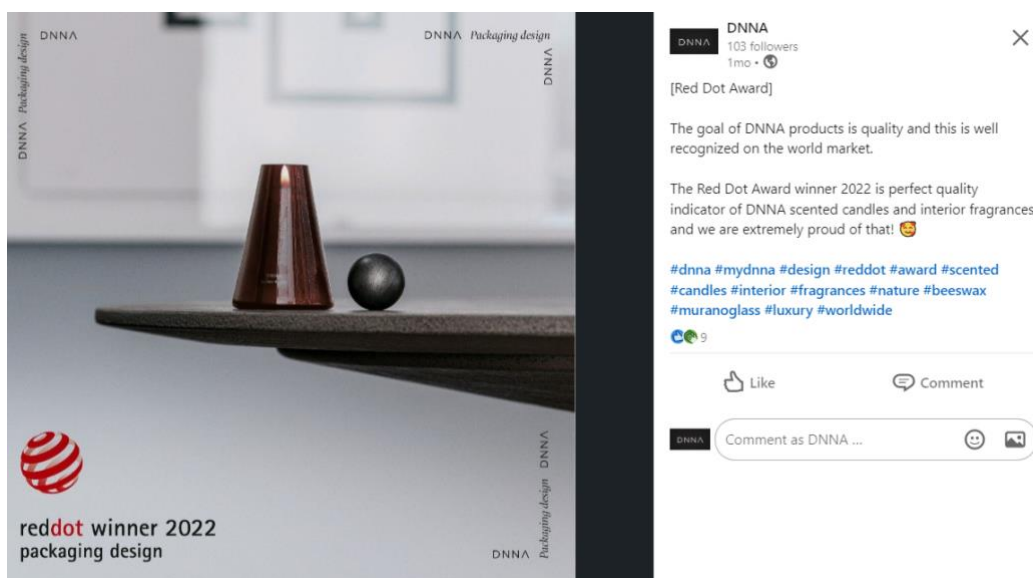 DNNA
DNNA Packaging design
DNNA
DNNA Packaging design
reddot winner 2022
packaging design
DNNA Packaging design
DNNA
DNNA
DNNA
103 followers
1mo •
[Red Dot Award]
The goal of DNNA products is quality and this is well
recognized on the world market.
The Red Dot Award winner 2022 is perfect quality
indicator of DNNA scented candles and interior fragrances
and we are extremely proud of that! 🥰
#dnna #mydnna #design #reddot #award #scented
#candles #interior #fragrances #nature #beeswax
#muranoglass #luxury #worldwide
9
Like
Comment
DNNA
Comment as DNNA ...